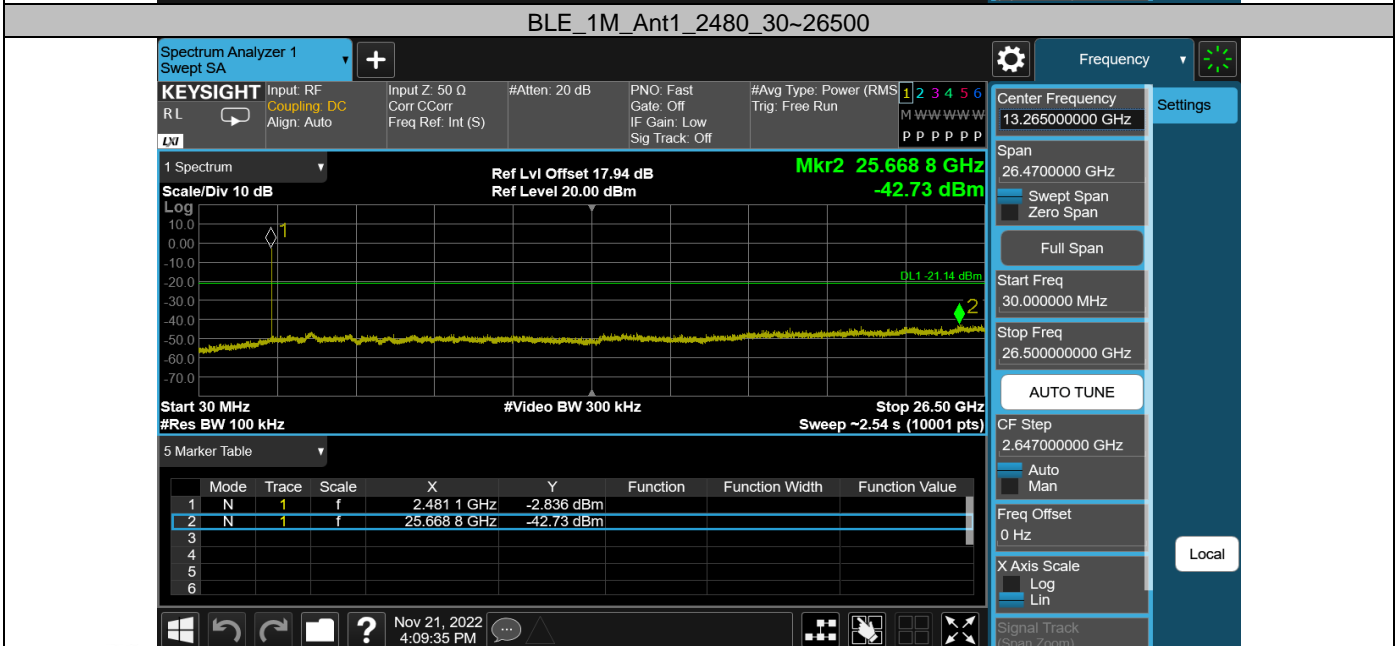 BLE_1M_Ant1_2480_30~26500
Spectrum Analyzer 1
Swept SA
+
Frequency
KEYSIGHT
RL
LXI
Input: RF
Coupling: DC
Align: Auto
Input Z: 50 Ω
Corr CCorr
Freq Ref: Int (S)
#Atten: 20 dB
PNO: Fast
Gate: Off
IF Gain: Low
Sig Track: Off
#Avg Type: Power (RMS
Trig: Free Run
1 2 3 4 5 6
M W W W W W
P P P P P P
1 Spectrum
Scale/Div 10 dB
Ref Lvl Offset 17.94 dB
Ref Level 20.00 dBm
Mkr2 25.668 8 GHz
-42.73 dBm
Log
10.0
0.00
-10.0
-20.0
-30.0
-40.0
-50.0
-60.0
-70.0
1
DL1 -21.14 dBm
2
Start 30 MHz
#Video BW 300 kHz
Stop 26.50 GHz
#Res BW 100 kHz
Sweep ~2.54 s (10001 pts)
5 Marker Table
Mode Trace Scale X Y Function Function Width Function Value
1 N 1 f 2.481 1 GHz -2.836 dBm
2 N 1 f 25.668 8 GHz -42.73 dBm
3
4
5
6
Nov 21, 2022
4:09:35 PM
?
Center Frequency
13.265000000 GHz
Settings
Span
26.4700000 GHz
Swept Span
Zero Span
Full Span
Start Freq
30.000000 MHz
Stop Freq
26.500000000 GHz
AUTO TUNE
CF Step
2.647000000 GHz
Auto
Man
Freq Offset
0 Hz
Local
X Axis Scale
Log
Lin
Signal Track
(Span Zoom)